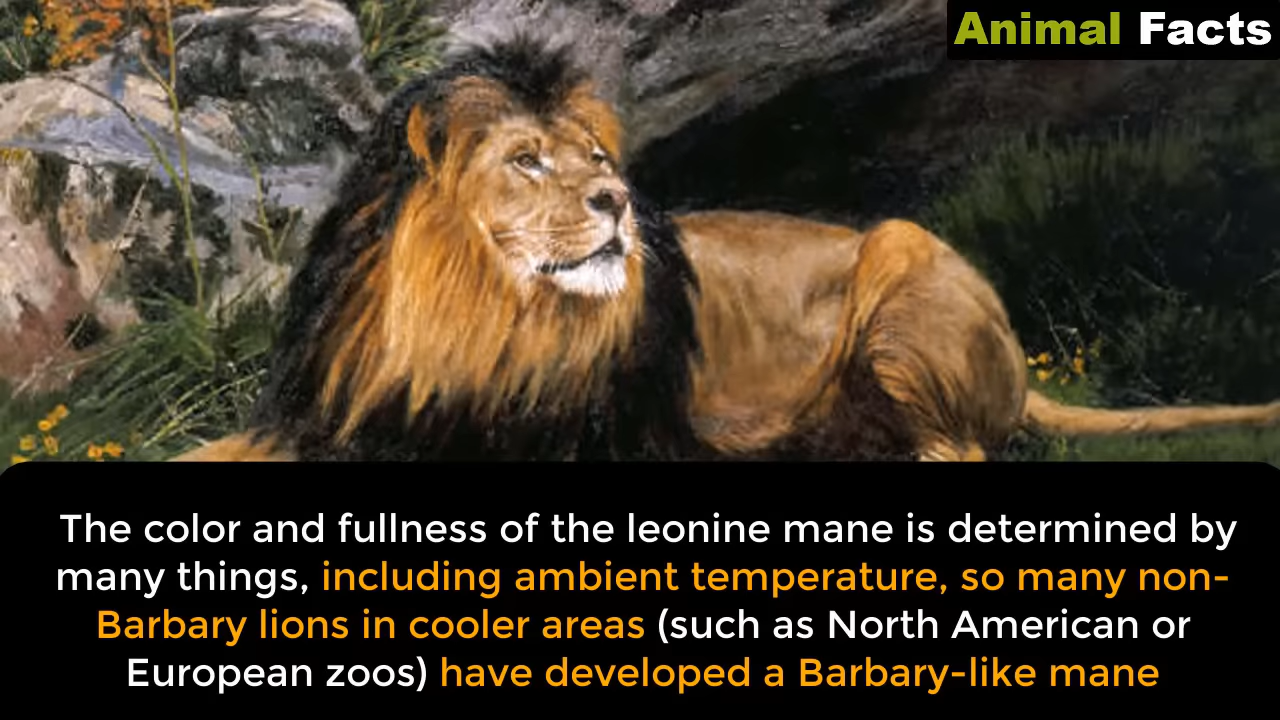 Animal Facts
The color and fullness of the leonine mane is determined by
many things, including ambient temperature, so many non-
Barbary lions in cooler areas (such as North American or
European zoos) have developed a Barbary-like mane